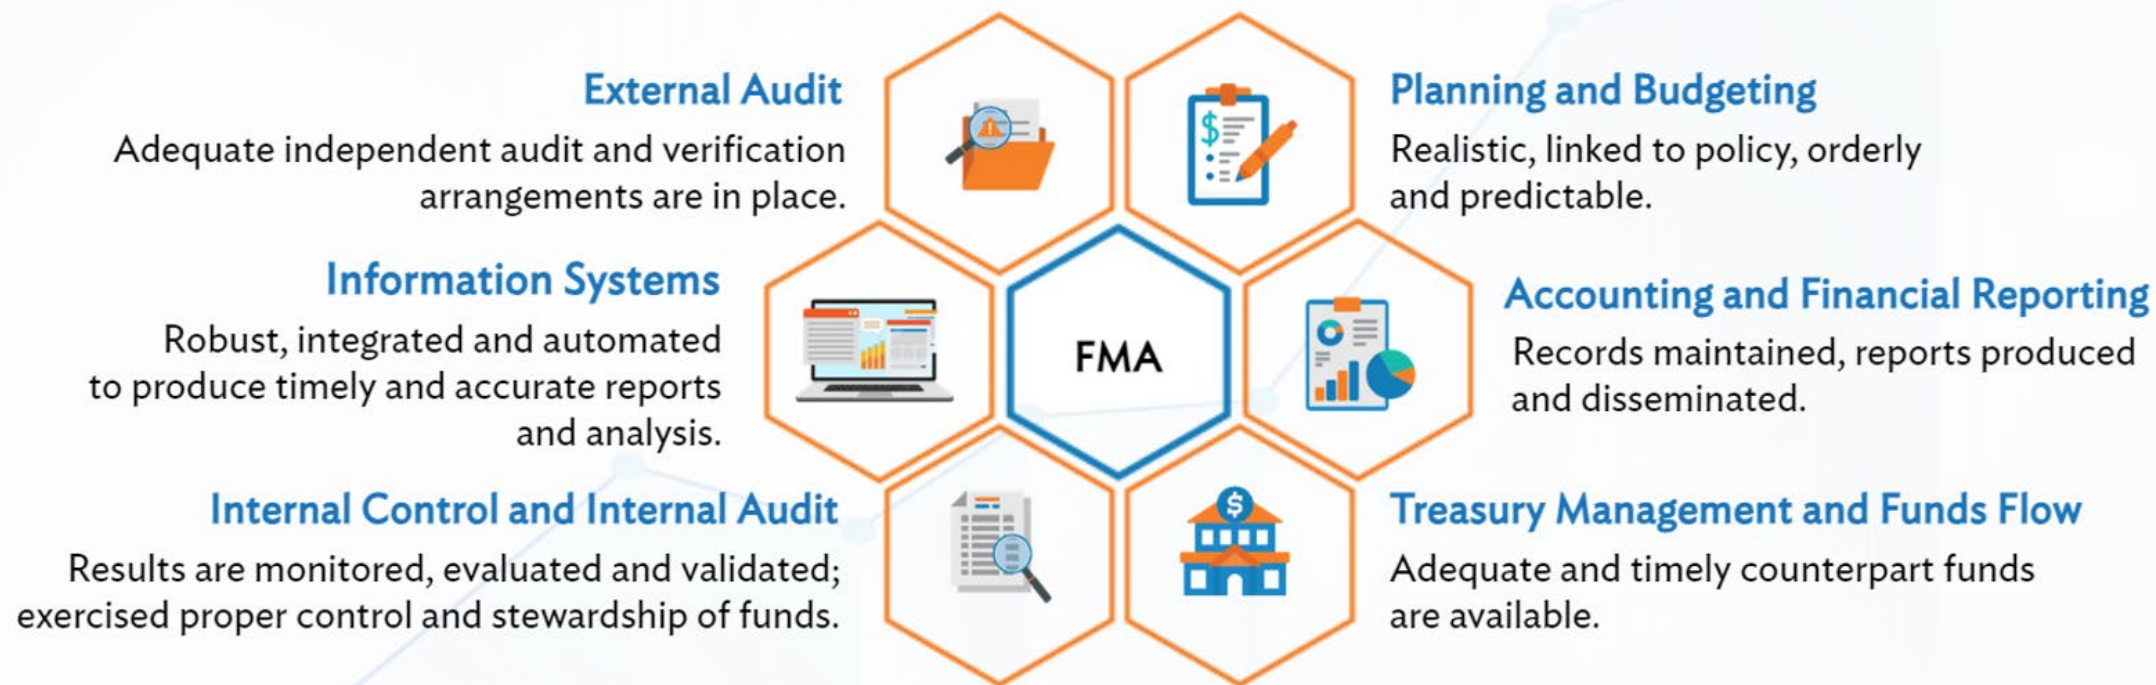 External Audit
Adequate independent audit and verification
arrangements are in place.
Planning and Budgeting
Realistic, linked to policy, orderly
and predictable.
Information Systems
Robust, integrated and automated
to produce timely and accurate reports
and analysis.
FMA
Accounting and Financial Reporting
Records maintained, reports produced
and disseminated.
Internal Control and Internal Audit
Results are monitored, evaluated and validated;
exercised proper control and stewardship of funds.
Treasury Management and Funds Flow
Adequate and timely counterpart funds
are available.